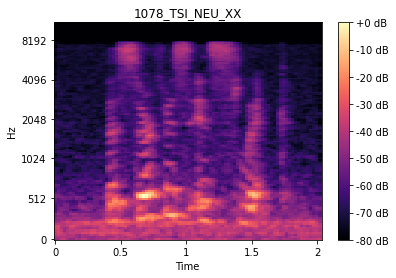 1078_TSI_NEU_XX
+0 dB
8192
-10 dB
4096
-20 dB
-30 dB
2048
-40 dB
Hz
1024
-50 dB
512
-60 dB
-70 dB
0
-80 dB
0 0.5 1 1.5 2
Time